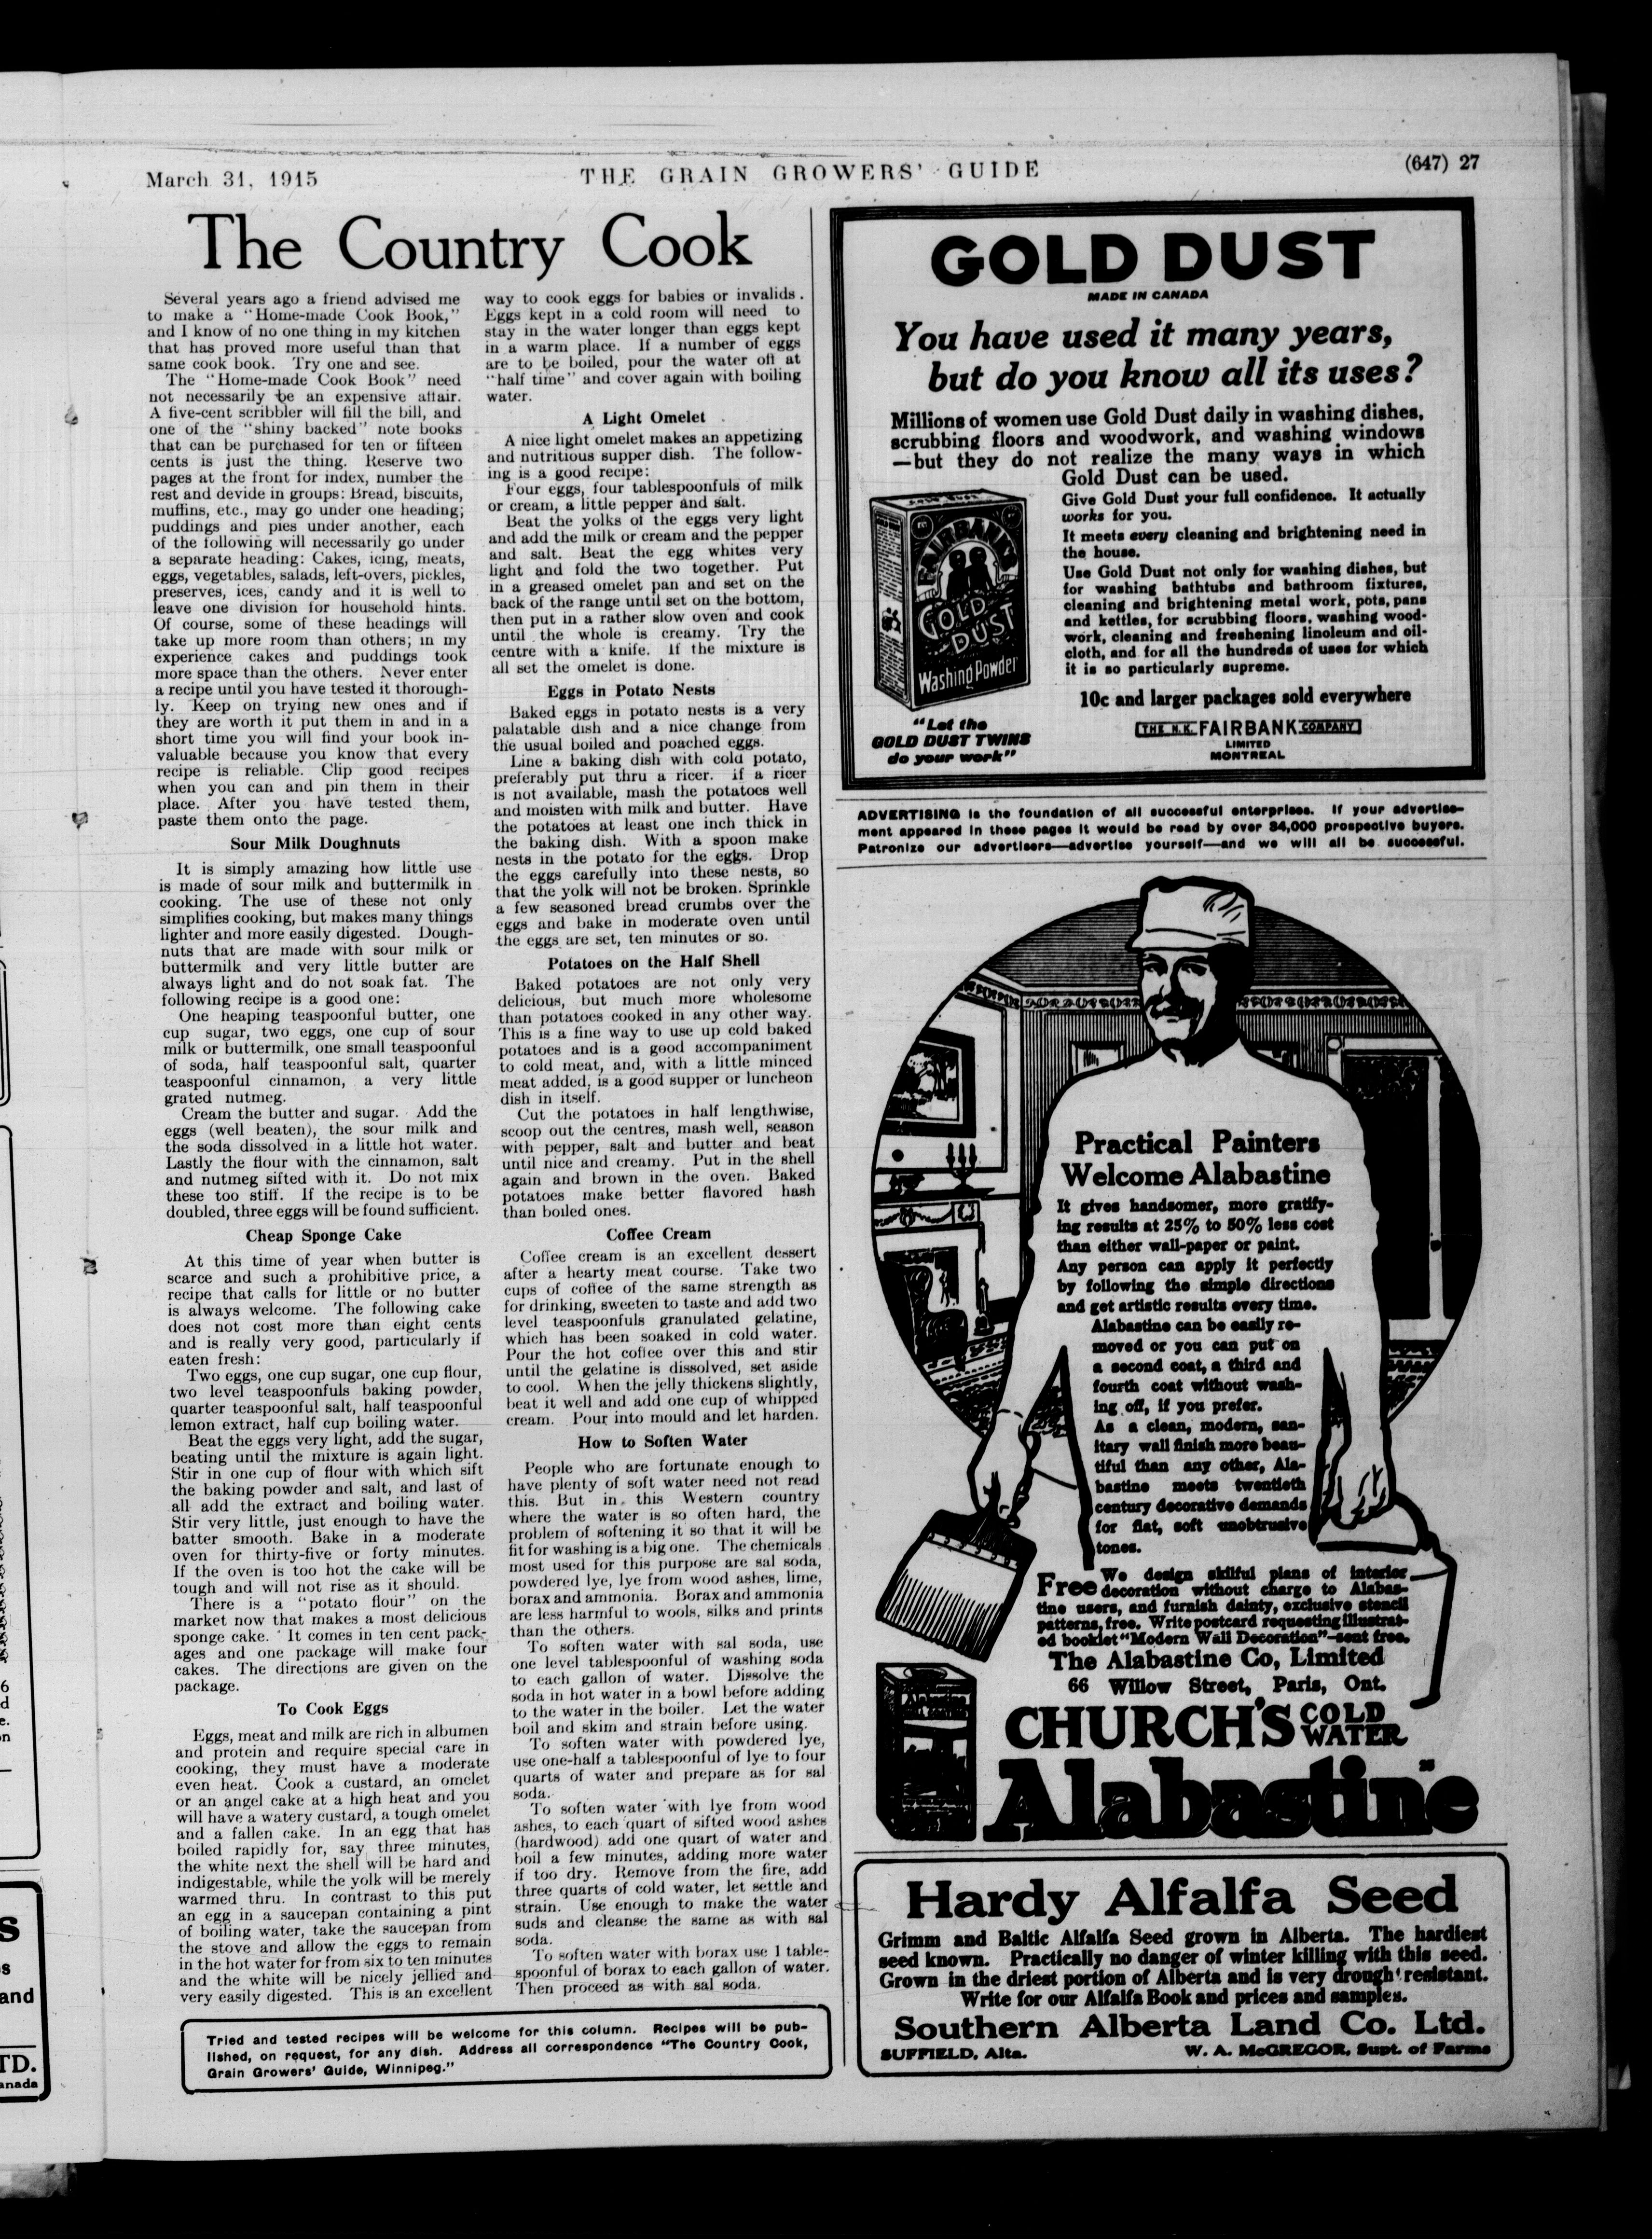 March 31, 1915
THE GRAIN GROWERS' GUIDE
(647) 27
The Country Cook
Several years ago a friend advised me
to make a "Home-made Cook Book,"
and I know of no one thing in my kitchen
that has proved more useful than that
same cook book. Try one and see.
The "Home-made Cook Book" need
not necessarily be an expensive affair.
A five-cent scribbler will fill the bill, and
one of the "shiny backed" note books
that can be purchased for ten or fifteen
cents is just the thing. Reserve two
pages at the front for index, number the
rest and devide in groups: Bread, biscuits,
muffins, etc., may go under one heading;
puddings and pies under another, each
of the following will necessarily go under
a separate heading: Cakes, icing, meats,
eggs, vegetables, salads, left-overs, pickles,
preserves, ices, candy and it is well to
leave one division for household hints.
Of course, some of these headings will
take up more room than others; in my
experience cakes and puddings took
more space than the others. Never enter
a recipe until you have tested it thorough-
ly. Keep on trying new ones and if
they are worth it put them in and in a
short time you will find your book in-
valuable because you know that every
recipe is reliable. Clip good recipes
when you can and pin them in their
place. After you have tested them,
paste them onto the page.
Sour Milk Doughnuts
It is simply amazing how little use
is made of sour milk and buttermilk in
cooking. The use of these not only
simplifies cooking, but makes many things
lighter and more easily digested. Dough-
nuts that are made with sour milk or
buttermilk and very little butter are
always light and do not soak fat. The
following recipe is a good one:
One heaping teaspoonful butter, one
cup sugar, two eggs, one cup of sour
milk or buttermilk, one small teaspoonful
of soda, half teaspoonful salt, quarter
teaspoonful cinnamon, a very little
grated nutmeg.
Cream the butter and sugar. Add the
eggs (well beaten), the sour milk and
the soda dissolved in a little hot water.
Lastly the flour with the cinnamon, salt
and nutmeg sifted with it. Do not mix
these too stiff. If the recipe is to be
doubled, three eggs will be found sufficient.
Cheap Sponge Cake
At this time of year when butter is
scarce and such a prohibitive price, a
recipe that calls for little or no butter
is always welcome. The following cake
does not cost more than eight cents
and is really very good, particularly if
eaten fresh:
Two eggs, one cup sugar, one cup flour,
two level teaspoonfuls baking powder,
quarter teaspoonful salt, half teaspoonful
lemon extract, half cup boiling water.
Beat the eggs very light, add the sugar,
beating until the mixture is again light.
Stir in one cup of flour with which sift
the baking powder and salt, and last of
all add the extract and boiling water.
Stir very little, just enough to have the
batter smooth. Bake in a moderate
oven for thirty-five or forty minutes.
If the oven is too hot the cake will be
tough and will not rise as it should.
There is a "potato flour" on the
market now that makes a most delicious
sponge cake. It comes in ten cent pack-
ages and one package will make four
cakes. The directions are given on the
package.
To Cook Eggs
Eggs, meat and milk are rich in albumen
and protein and require special care in
cooking, they must have a moderate
even heat. Cook a custard, an omelet
or an angel cake at a high heat and you
will have a watery custard, a tough omelet
and a fallen cake. In an egg that has
boiled rapidly for, say three minutes,
the white next the shell will be hard and
indigestable, while the yolk will be merely
warmed thru. In contrast to this put
an egg in a saucepan containing a pint
of boiling water, take the saucepan from
the stove and allow the eggs to remain
in the hot water for from six to ten minutes
and the white will be nicely jellied and
very easily digested. This is an excellent
way to cook eggs for babies or invalids.
Eggs kept in a cold room will need to
stay in the water longer than eggs kept
in a warm place. If a number of eggs
are to be boiled, pour the water off at
"half time" and cover again with boiling
water.
A Light Omelet
A nice light omelet makes an appetizing
and nutritious supper dish. The follow-
ing is a good recipe:
Four eggs, four tablespoonfuls of milk
or cream, a little pepper and salt.
Beat the yolks of the eggs very light
and add the milk or cream and the pepper
and salt. Beat the egg whites very
light and fold the two together. Put
in a greased omelet pan and set on the
back of the range until set on the bottom,
then put in a rather slow oven and cook
until the whole is creamy. Try the
centre with a knife. If the mixture is
all set the omelet is done.
Eggs in Potato Nests
Baked eggs in potato nests is a very
palatable dish and a nice change from
the usual boiled and poached eggs.
Line a baking dish with cold potato,
preferably put thru a ricer. if a ricer
is not available, mash the potatoes well
and moisten with milk and butter. Have
the potatoes at least one inch thick in
the baking dish. With a spoon make
nests in the potato for the eggs. Drop
the eggs carefully into these nests, so
that the yolk will not be broken. Sprinkle
a few seasoned bread crumbs over the
eggs and bake in moderate oven until
the eggs are set, ten minutes or so.
Potatoes on the Half Shell
Baked potatoes are not only very
delicious, but much more wholesome
than potatoes cooked in any other way.
This is a fine way to use up cold baked
potatoes and is a good accompaniment
to cold meat, and, with a little minced
meat added, is a good supper or luncheon
dish in itself.
Cut the potatoes in half lengthwise,
scoop out the centres, mash well, season
with pepper, salt and butter and beat
until nice and creamy. Put in the shell
again and brown in the oven. Baked
potatoes make better flavored hash
than boiled ones.
Coffee Cream
Coffee cream is an excellent dessert
after a hearty meat course. Take two
cups of coffee of the same strength as
for drinking, sweeten to taste and add two
level teaspoonfuls granulated gelatine,
which has been soaked in cold water.
Pour the hot coffee over this and stir
until the gelatine is dissolved, set aside
to cool. When the jelly thickens slightly,
beat it well and add one cup of whipped
cream. Pour into mould and let harden.
How to Soften Water
People who are fortunate enough to
have plenty of soft water need not read
this. But in this Western country
where the water is so often hard, the
problem of softening it so that it will be
fit for washing is a big one. The chemicals
most used for this purpose are sal soda,
powdered lye, lye from wood ashes, lime,
borax and ammonia. Borax and ammonia
are less harmful to wools, silks and prints
than the others.
To soften water with sal soda, use
one level tablespoonful of washing soda
to each gallon of water. Dissolve the
soda in hot water in a bowl before adding
to the water in the boiler. Let the water
boil and skim and strain before using.
To soften water with powdered lye,
use one-half a tablespoonful of lye to four
quarts of water and prepare as for sal
soda.
To soften water with lye from wood
ashes, to each quart of sifted wood ashes
(hardwood) add one quart of water and
boil a few minutes, adding more water
if too dry. Remove from the fire, add
three quarts of cold water, let settle and
strain. Use enough to make the water
suds and cleanse the same as with sal
soda.
To soften water with borax use 1 table-
spoonful of borax to each gallon of water.
Then proceed as with sal soda.
Tried and tested recipes will be welcome for this column. Recipes will be pub-
lished, on request, for any dish. Address all correspondence "The Country Cook,
Grain Growers' Guide, Winnipeg."
GOLD DUST
MADE IN CANADA
You have used it many years,
but do you know all its uses?
Millions of women use Gold Dust daily in washing dishes,
scrubbing floors and woodwork, and washing windows
—but they do not realize the many ways in which
Gold Dust can be used.
Give Gold Dust your full confidence. It actually
works for you.
It meets every cleaning and brightening need in
the house.
Use Gold Dust not only for washing dishes, but
for washing bathtubs and bathroom fixtures,
cleaning and brightening metal work, pots, pans
and kettles, for scrubbing floors, washing wood-
work, cleaning and freshening linoleum and oil-
cloth, and for all the hundreds of uses for which
it is so particularly supreme.
10c and larger packages sold everywhere
THE N.K. FAIRBANK COMPANY
LIMITED
MONTREAL
FAIRBANK'S
GOLD
DUST
Washing Powder
"Let the
GOLD DUST TWINS
do your work"
ADVERTISING is the foundation of all successful enterprises. If your advertise-
ment appeared in these pages it would be read by over 34,000 prospective buyers.
Patronize our advertisers—advertise yourself—and we will all be successful.
Practical Painters
Welcome Alabastine
It gives handsomer, more gratify-
ing results at 25% to 50% less cost
than either wall-paper or paint.
Any person can apply it perfectly
by following the simple directions
and get artistic results every time.
Alabastine can be easily re-
moved or you can put on
a second coat, a third and
fourth coat without wash-
ing off, if you prefer.
As a clean, modern, san-
itary wall finish more beau-
tiful than any other, Ala-
bastine meets twentieth
century decorative demands
for flat, soft unobtrusive
tones.
Free We design skilful plans of interior
decoration without charge to Alabas-
tine users, and furnish dainty, exclusive stencil
patterns, free. Write postcard requesting illustrat-
ed booklet "Modern Wall Decoration"—sent free.
The Alabastine Co, Limited
66 Willow Street, Paris, Ont.
CHURCH'S COLD WATER
Alabastine
Hardy Alfalfa Seed
Grimm and Baltic Alfalfa Seed grown in Alberta. The hardiest
seed known. Practically no danger of winter killing with this seed.
Grown in the driest portion of Alberta and is very drought resistant.
Write for our Alfalfa Book and prices and samples.
Southern Alberta Land Co. Ltd.
SUFFIELD, Alta.
W. A. McGREGOR, Supt. of Farms